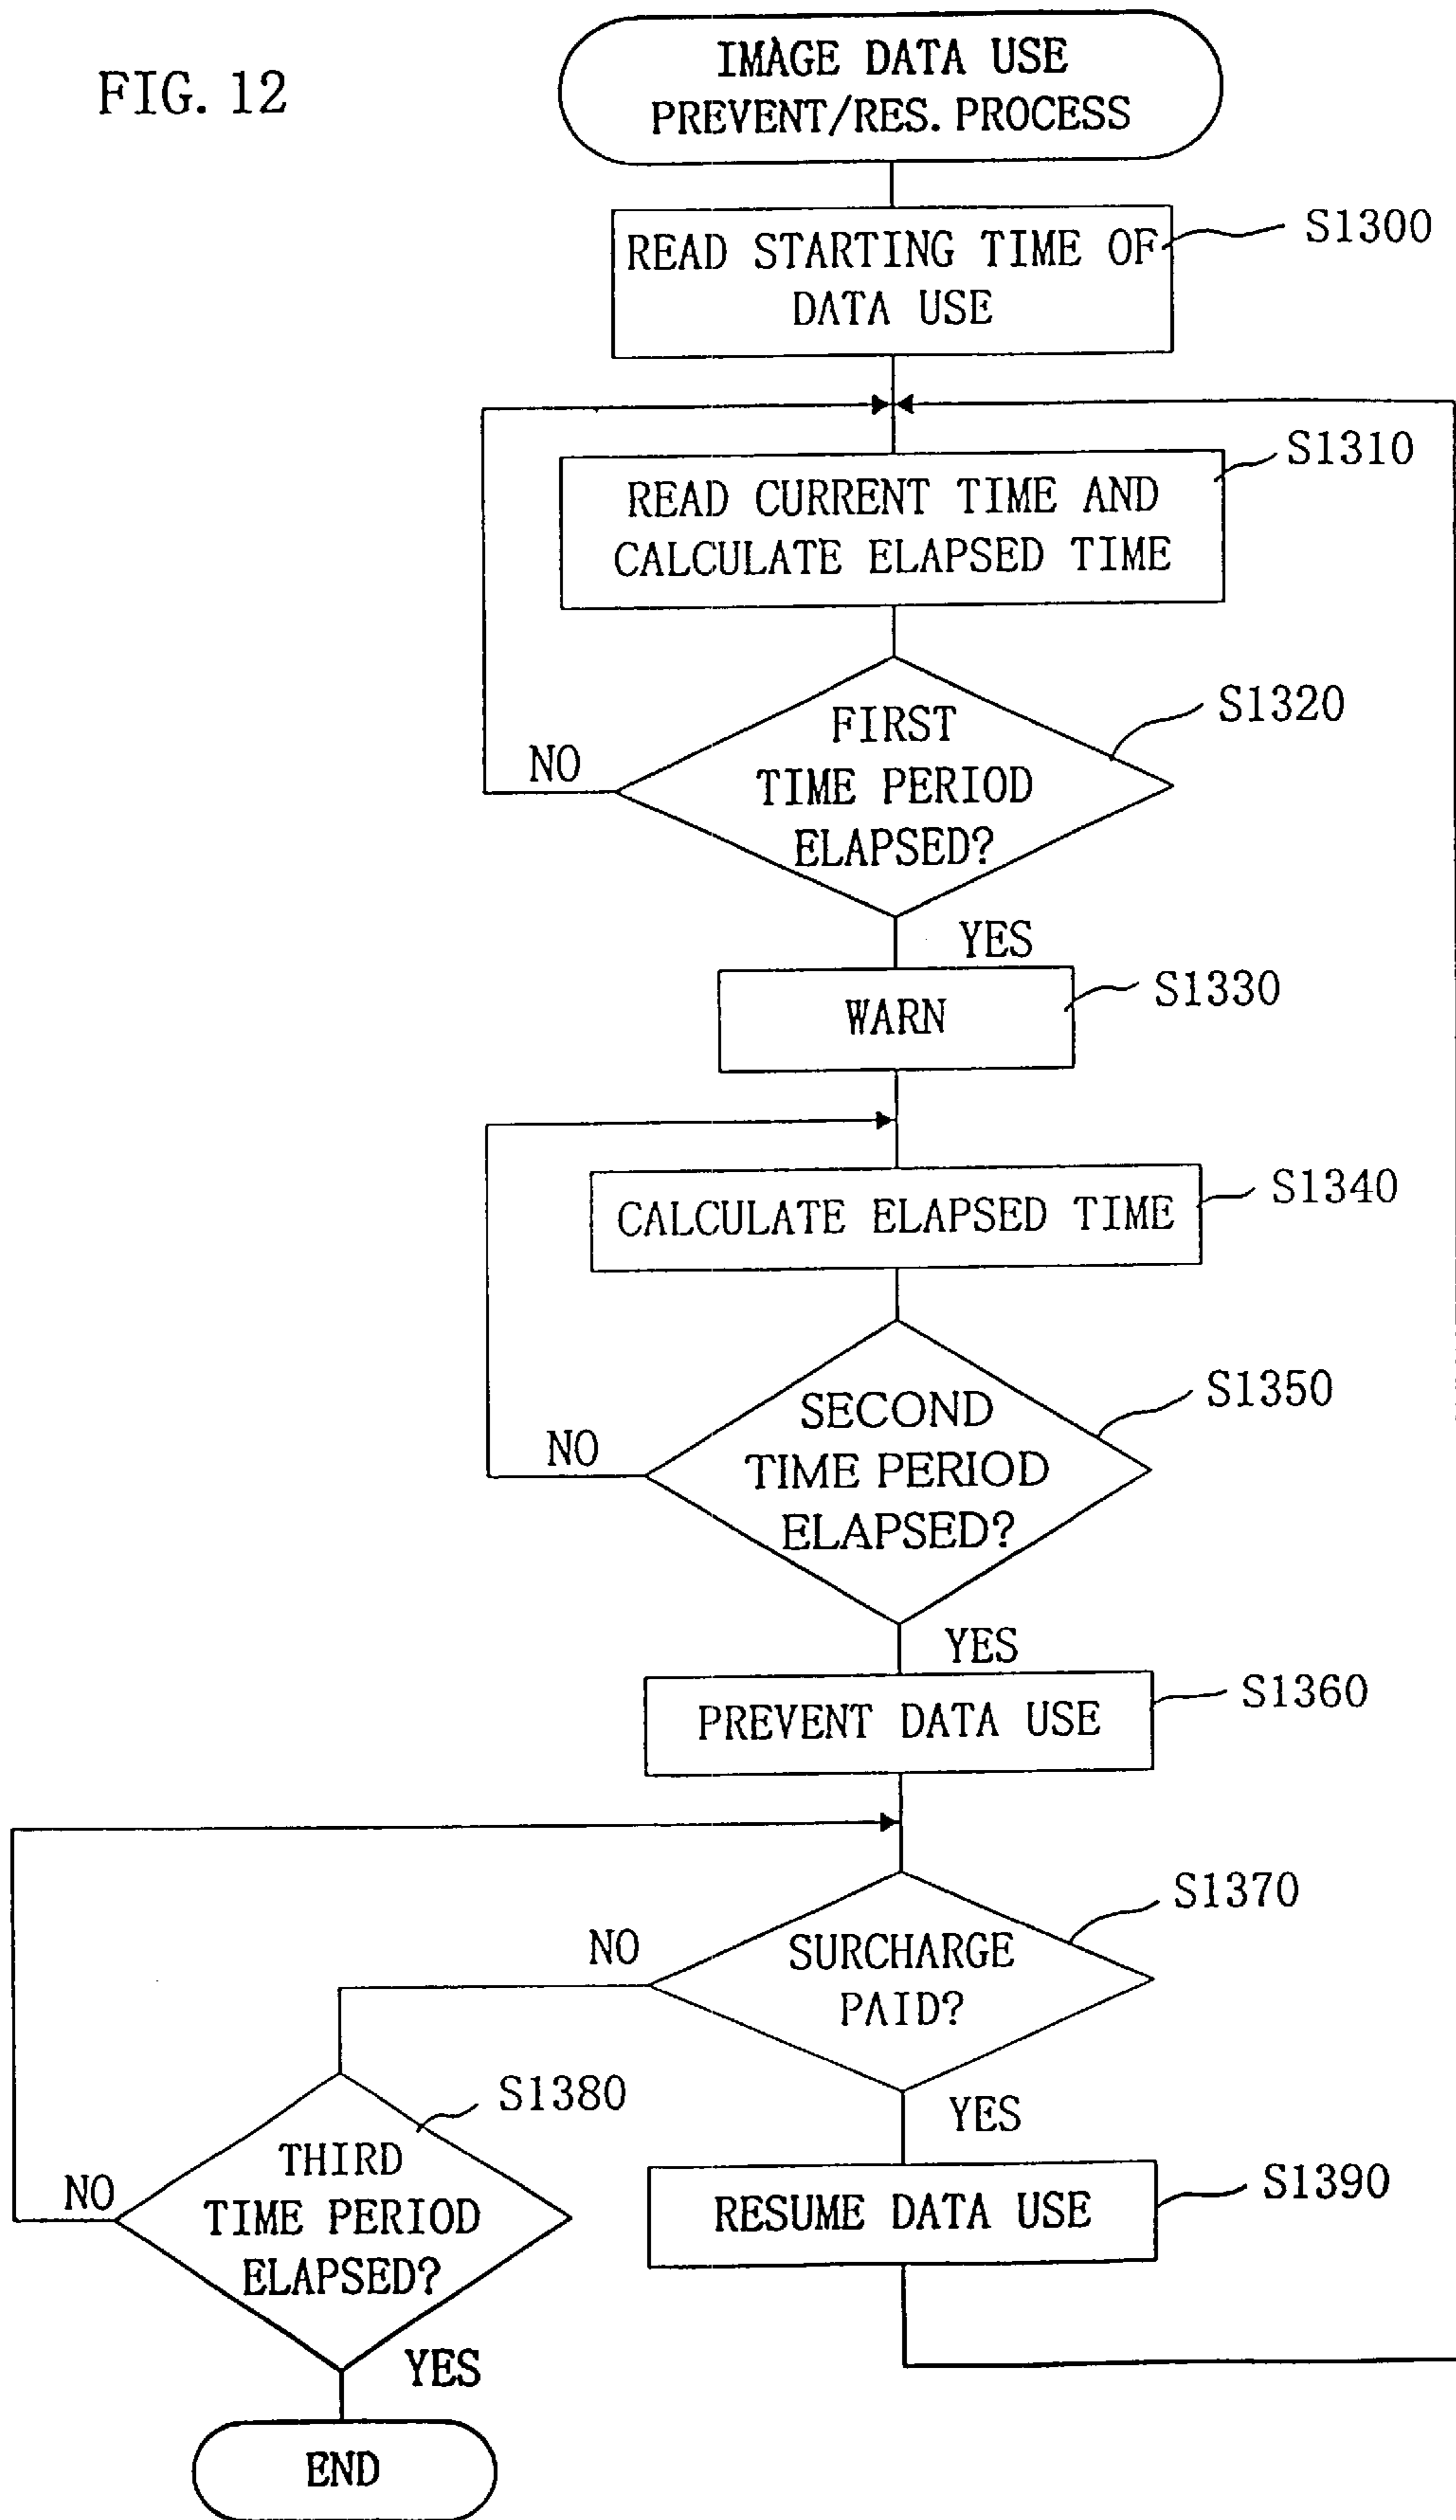 FIG. 12
IMAGE DATA USE
PREVENT/RES. PROCESS
READ STARTING TIME OF
DATA USE
S1300
READ CURRENT TIME AND
CALCULATE ELAPSED TIME
S1310
FIRST
TIME PERIOD
ELAPSED?
S1320
NO
YES
WARN
S1330
CALCULATE ELAPSED TIME
S1340
SECOND
TIME PERIOD
ELAPSED?
S1350
NO
YES
PREVENT DATA USE
S1360
SURCHARGE
PAID?
S1370
NO
YES
THIRD
TIME PERIOD
ELAPSED?
S1380
NO
YES
RESUME DATA USE
S1390
END